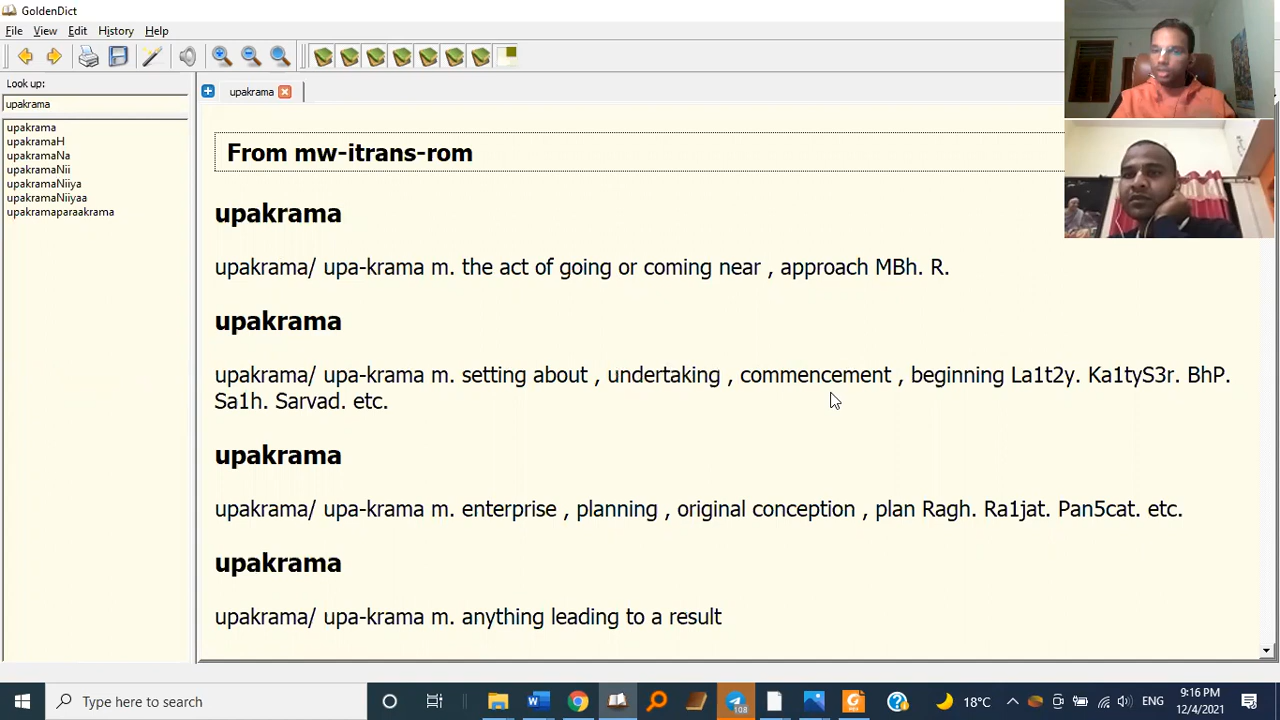 GoldenDict
File View Edit History Help
Look up:
upakrama
upakrama
upakrama
upakramaH
upakramaNa
upakramaNii
upakramaNiiya
upakramaNiiyaa
upakramaparaakrama
From mw-itrans-rom
upakrama
upakrama/ upa-krama m. the act of going or coming near , approach MBh. R.
upakrama
upakrama/ upa-krama m. setting about , undertaking , commencement , beginning La1t2y. Ka1tyS3r. BhP.
Sa1h. Sarvad. etc.
upakrama
upakrama/ upa-krama m. enterprise , planning , original conception , plan Ragh. Ra1jat. Pan5cat. etc.
upakrama
upakrama/ upa-krama m. anything leading to a result
Type here to search
108
18°C
ENG
9:16 PM
12/4/2021